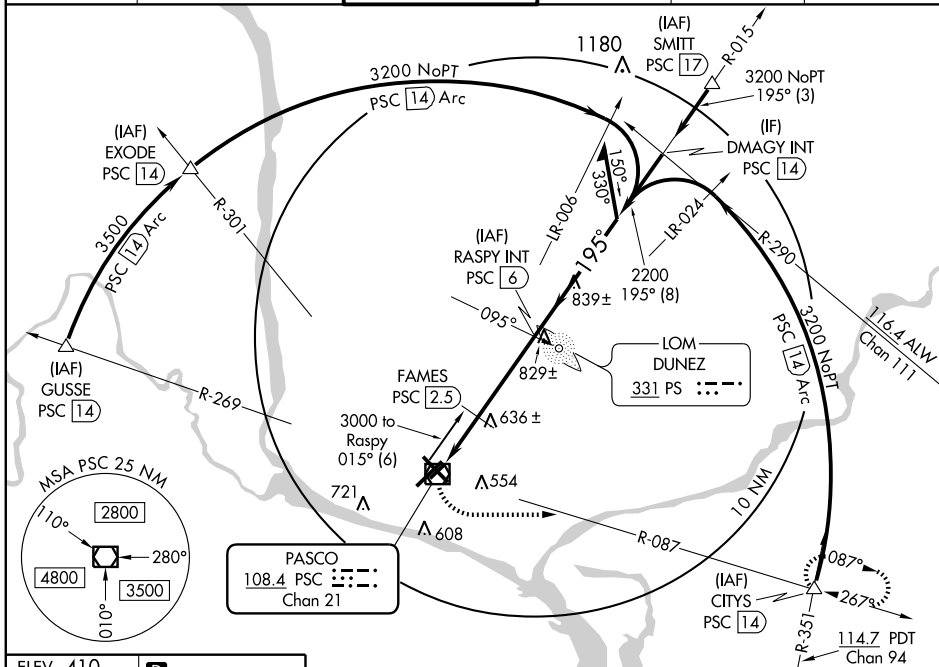 1180
(IAF)
SMITT
PSC 17
R-015
3200 NoPT
195° (3)
3200 NoPT
PSC 14 Arc
(IF)
DMAGY INT
PSC 14
(IAF)
EXODE
PSC 14
R-301
3500
PSC 14 Arc
150°
330°
LR-006
LR-024
R-290
195°
2200
195° (8)
(IAF)
RASPY INT
PSC 6
095°
839±
829±
116.4 ALW
Chan 111
3200 NoPT
PSC 14 Arc
LOM
DUNEZ
331 PS
(IAF)
GUSSE
PSC 14
R-269
FAMES
PSC 2.5
636 ±
3000 to
Raspy
015° (6)
554
721
608
10 NM
R-087
MSA PSC 25 NM
110°
2800
280°
4800
3500
010°
PASCO
108.4 PSC
Chan 21
(IAF)
CITYS
PSC 14
087°
267°
R-351
114.7 PDT
Chan 94
ELEV 410
D